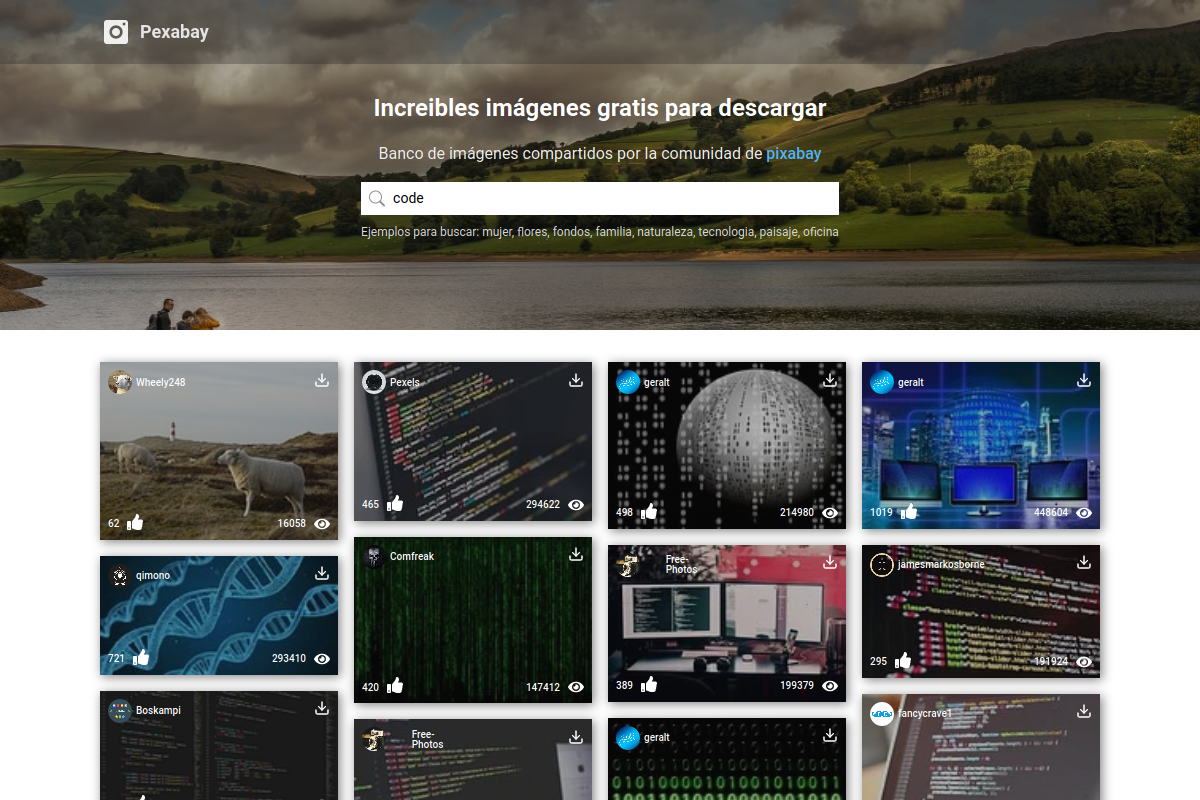 Pexabay
Increibles imágenes gratis para descargar
Banco de imágenes compartidos por la comunidad de pixabay
code
Ejemplos para buscar: mujer, flores, fondos, familia, naturaleza, tecnologia, paisaje, oficina
Wheely248
62 16058
Pexels
465 294622
geralt
498 214980
geralt
1019 448604
qimono
721 293410
Comfreak
420 147412
Free-
Photos
389 199379
jamesmarkosborne
295 191924
Boskampi
Free-
Photos
geralt
fancycrave1